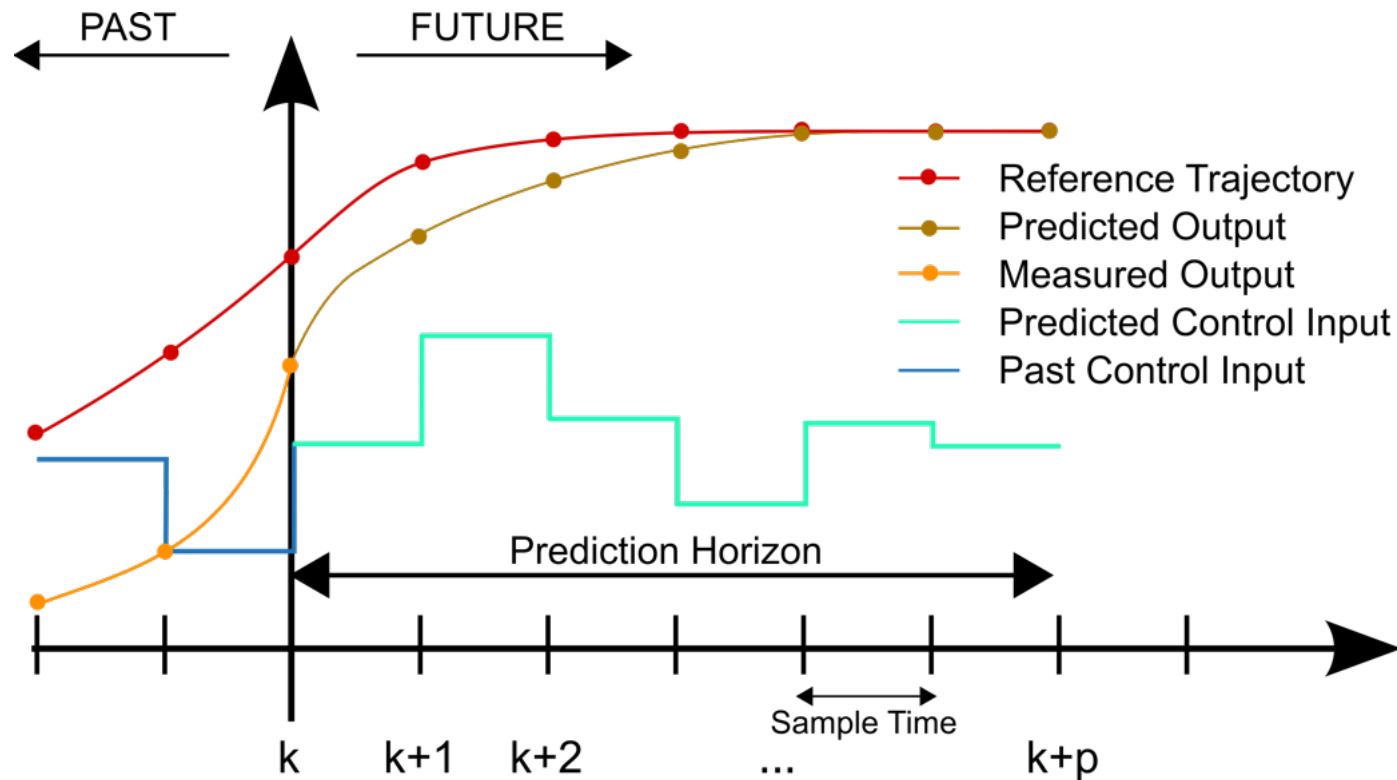 PAST
FUTURE
Reference Trajectory
Predicted Output
Measured Output
Predicted Control Input
Past Control Input
Prediction Horizon
Sample Time
k k+1 k+2 ... k+p